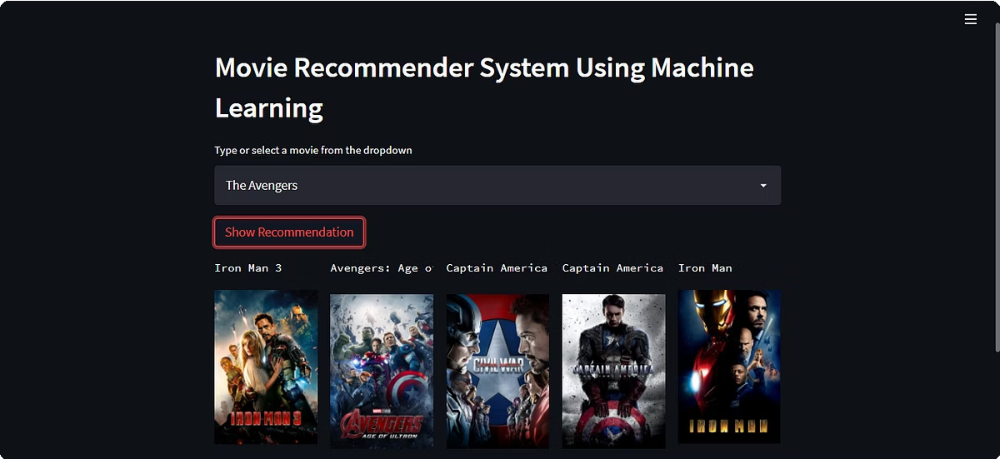 Movie Recommender System Using Machine
Learning
Type or select a movie from the dropdown
The Avengers
Show Recommendation
Iron Man 3
Avengers: Age o
Captain America
Captain America
Iron Man
IRON MAN 3
CIVIL WAR
CAPTAIN AMERICA
AVENGERS
AGE OF ULTRON
IRON MAN